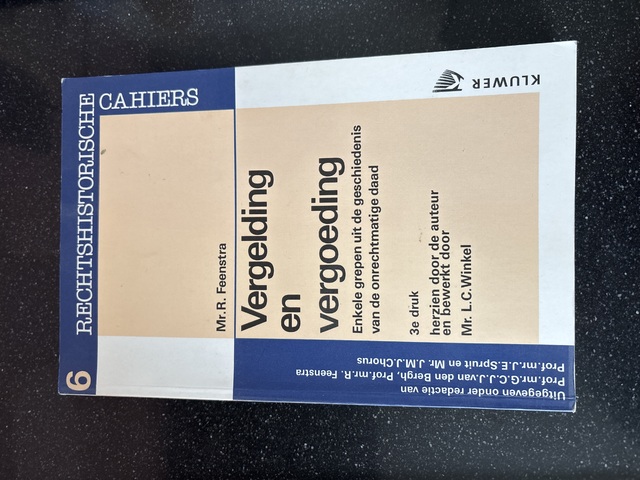 6 RECHTSHISTORISCHE
CAHIERS
Mr. R. Feenstra
Vergelding
en
vergoeding
Enkele grepen uit de geschiedenis
van de onrechtmatige daad
3e druk
herzien door de auteur
en bewerkt door
Mr. L.C.Winkel
KLUWER
Uitgegeven onder redactie van
Prof.mr.G.C.J.J.van den Bergh, Prof.mr.R. Feenstra
Prof.mr.J.E.Spruit en Mr. J.M.J.Chorus